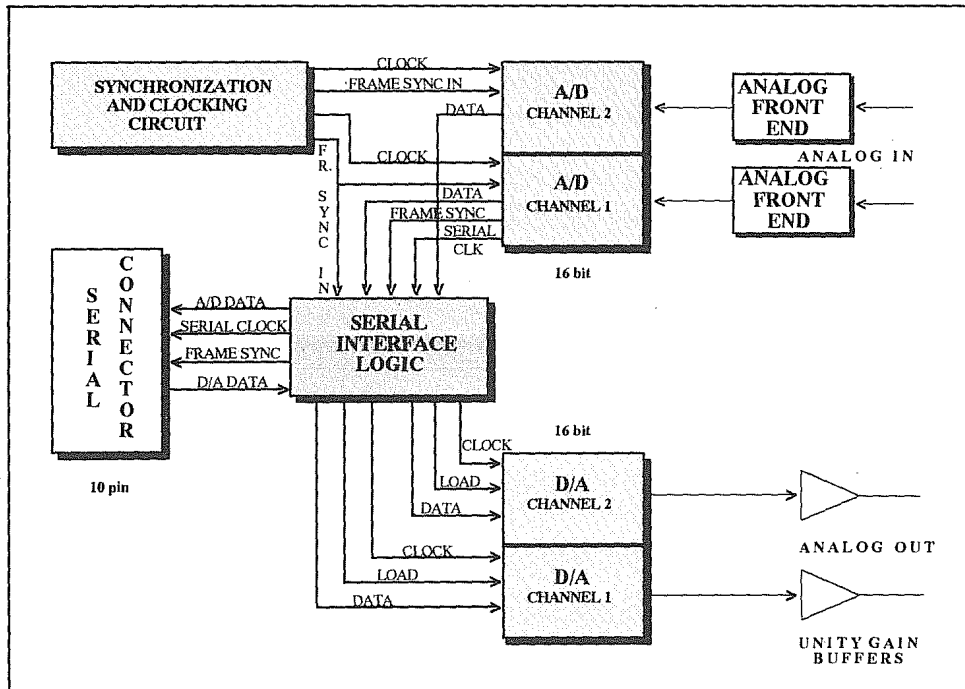 SYNCHRONIZATION
AND CLOCKING
CIRCUIT
CLOCK
FRAME SYNC IN
DATA
CLOCK
FR. SYNC IN
DATA
FRAME SYNC
SERIAL
CLK
A/D
CHANNEL 2
A/D
CHANNEL 1
16 bit
ANALOG
FRONT
END
ANALOG IN
ANALOG
FRONT
END
SERIAL
CONNECTOR
10 pin
A/D DATA
SERIAL CLOCK
FRAME SYNC
D/A DATA
SERIAL
INTERFACE
LOGIC
16 bit
CLOCK
LOAD
DATA
CLOCK
LOAD
DATA
D/A
CHANNEL 2
D/A
CHANNEL 1
ANALOG OUT
UNITY GAIN
BUFFERS